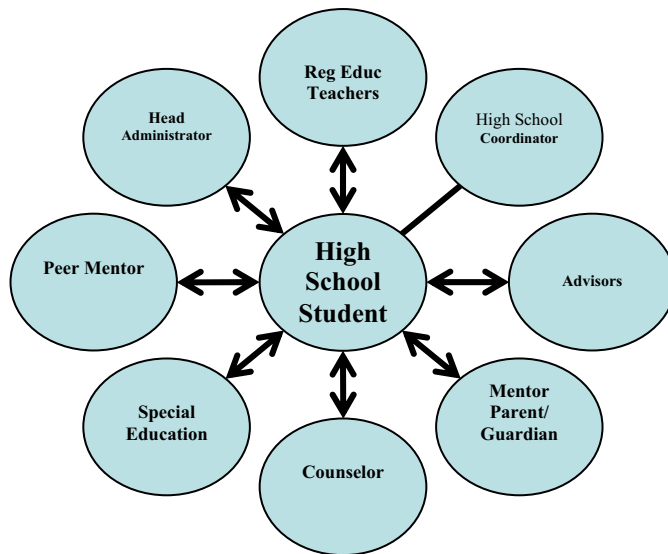 Reg Educ
Teachers
Head
Administrator
High School
Coordinator
Peer Mentor
High
School
Student
Advisors
Special
Education
Mentor
Parent/
Guardian
Counselor